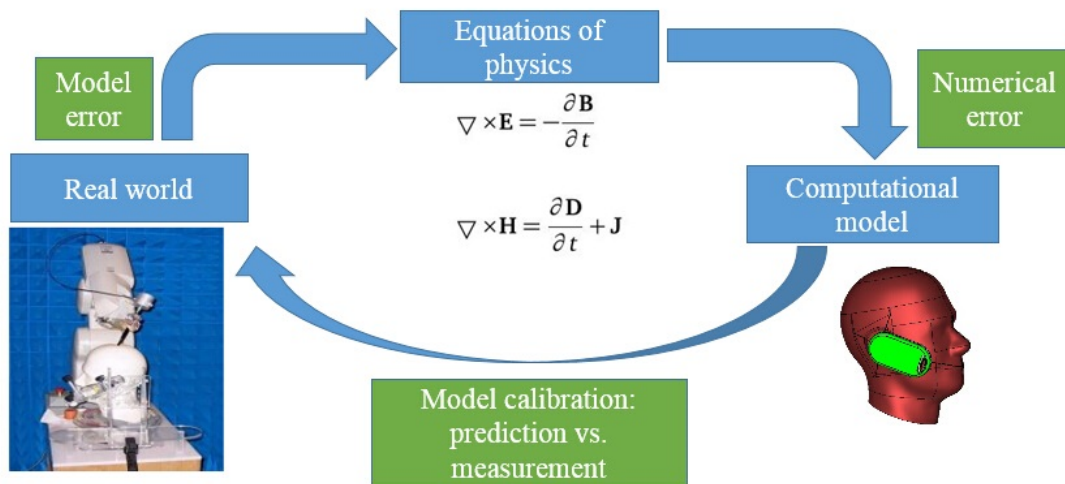 Equations of
physics
Model
error
Numerical
error
∇ ×E = −∂B/∂t
Real world
Computational
model
∇ ×H = ∂D/∂t + J
Model calibration:
prediction vs.
measurement